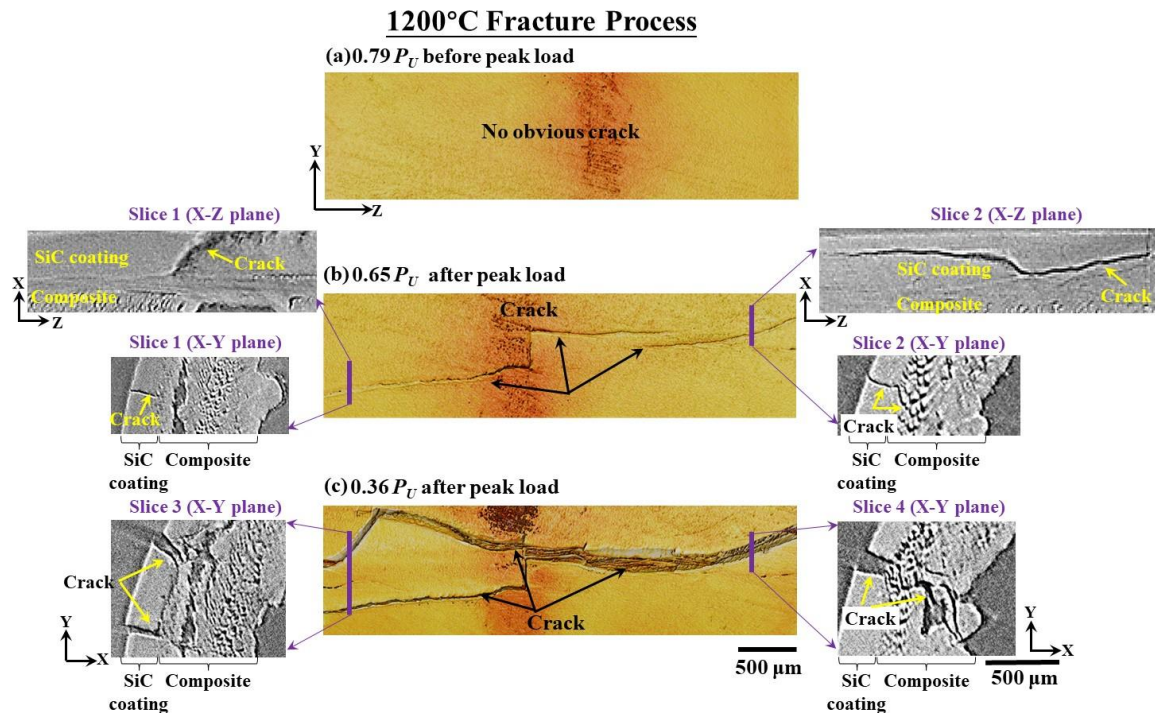 1200°C Fracture Process
(a) 0.79 PU before peak load
No obvious crack
Y
Z
Slice 1 (X-Z plane)
SiC coating
Crack
Composite
X
Z
Slice 2 (X-Z plane)
SiC coating
Crack
Composite
X
Z
(b) 0.65 PU after peak load
Crack
Slice 1 (X-Y plane)
Crack
SiC
coating
Composite
Slice 2 (X-Y plane)
Crack
SiC
coating
Composite
(c) 0.36 PU after peak load
Crack
500 µm
Slice 3 (X-Y plane)
Crack
Y
X
SiC
coating
Composite
Slice 4 (X-Y plane)
Crack
Y
X
SiC
coating
Composite
500 µm